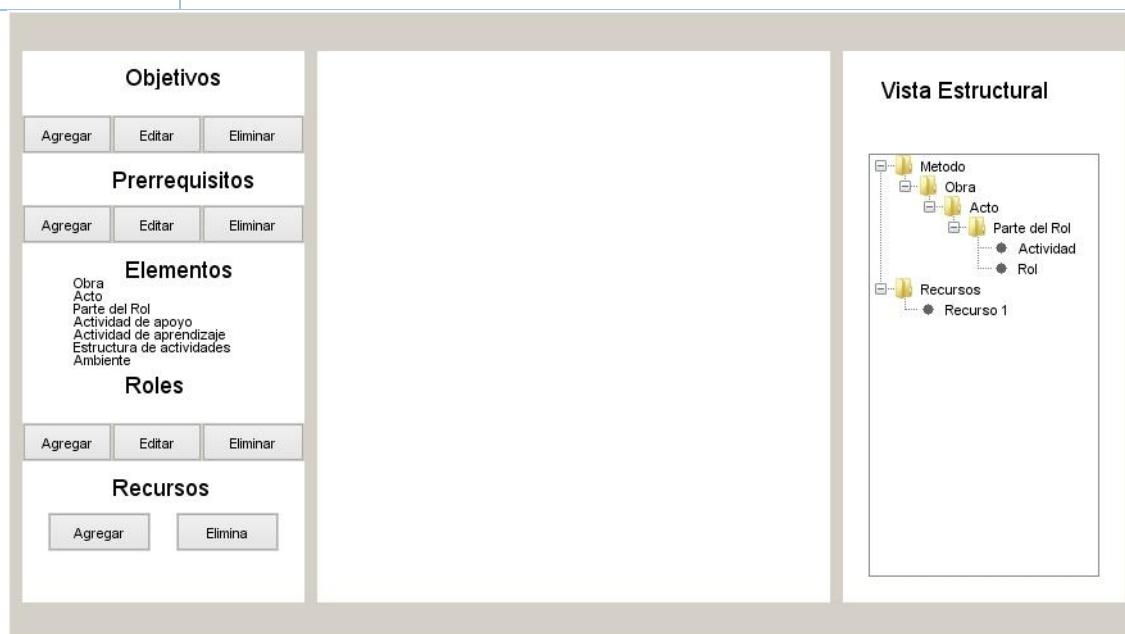 Objetivos
Agregar Editar Eliminar
Prerrequisitos
Agregar Editar Eliminar
Elementos
Obra
Acto
Parte del Rol
Actividad de apoyo
Actividad de aprendizaje
Estructura de actividades
Ambiente
Roles
Agregar Editar Eliminar
Recursos
Agregar Elimina
Vista Estructural
Metodo
Obra
Acto
Parte del Rol
Actividad
Rol
Recursos
Recurso 1